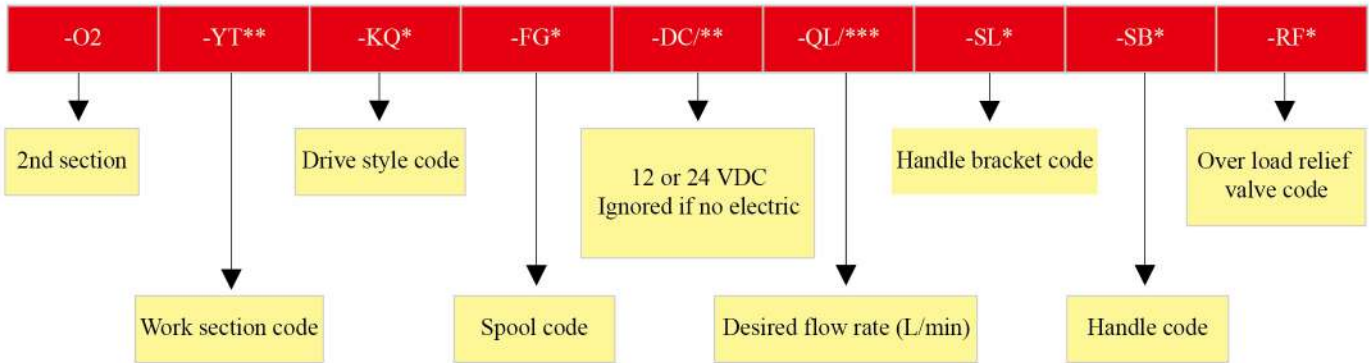 -O2 -YT** -KQ* -FG* -DC/** -QL/*** -SL* -SB* -RF*
2nd section
Drive style code
12 or 24 VDC
Ignored if no electric
Handle bracket code
Over load relief
valve code
Work section code
Spool code
Desired flow rate (L/min)
Handle code